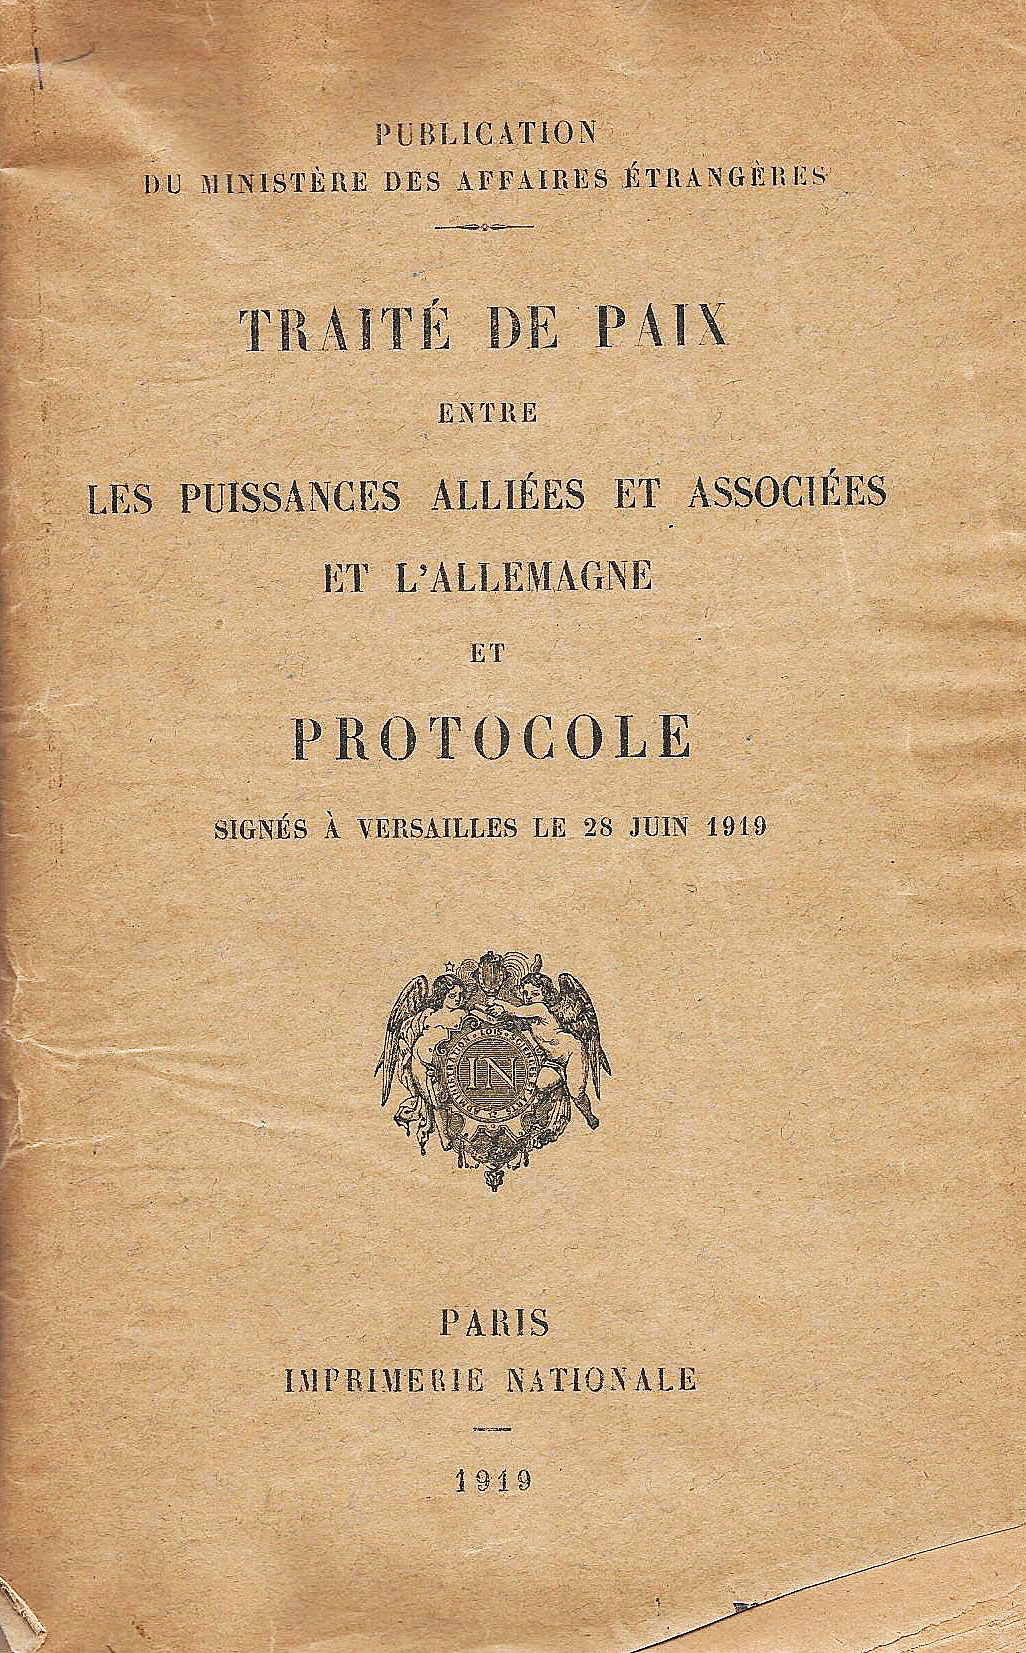 PUBLICATION
DU MINISTÈRE DES AFFAIRES ÉTRANGÈRES
TRAITÉ DE PAIX
ENTRE
LES PUISSANCES ALLIÉES ET ASSOCIÉES
ET L'ALLEMAGNE
ET
PROTOCOLE
SIGNÉS À VERSAILLES LE 28 JUIN 1919
IN
PARIS
IMPRIMERIE NATIONALE
1919